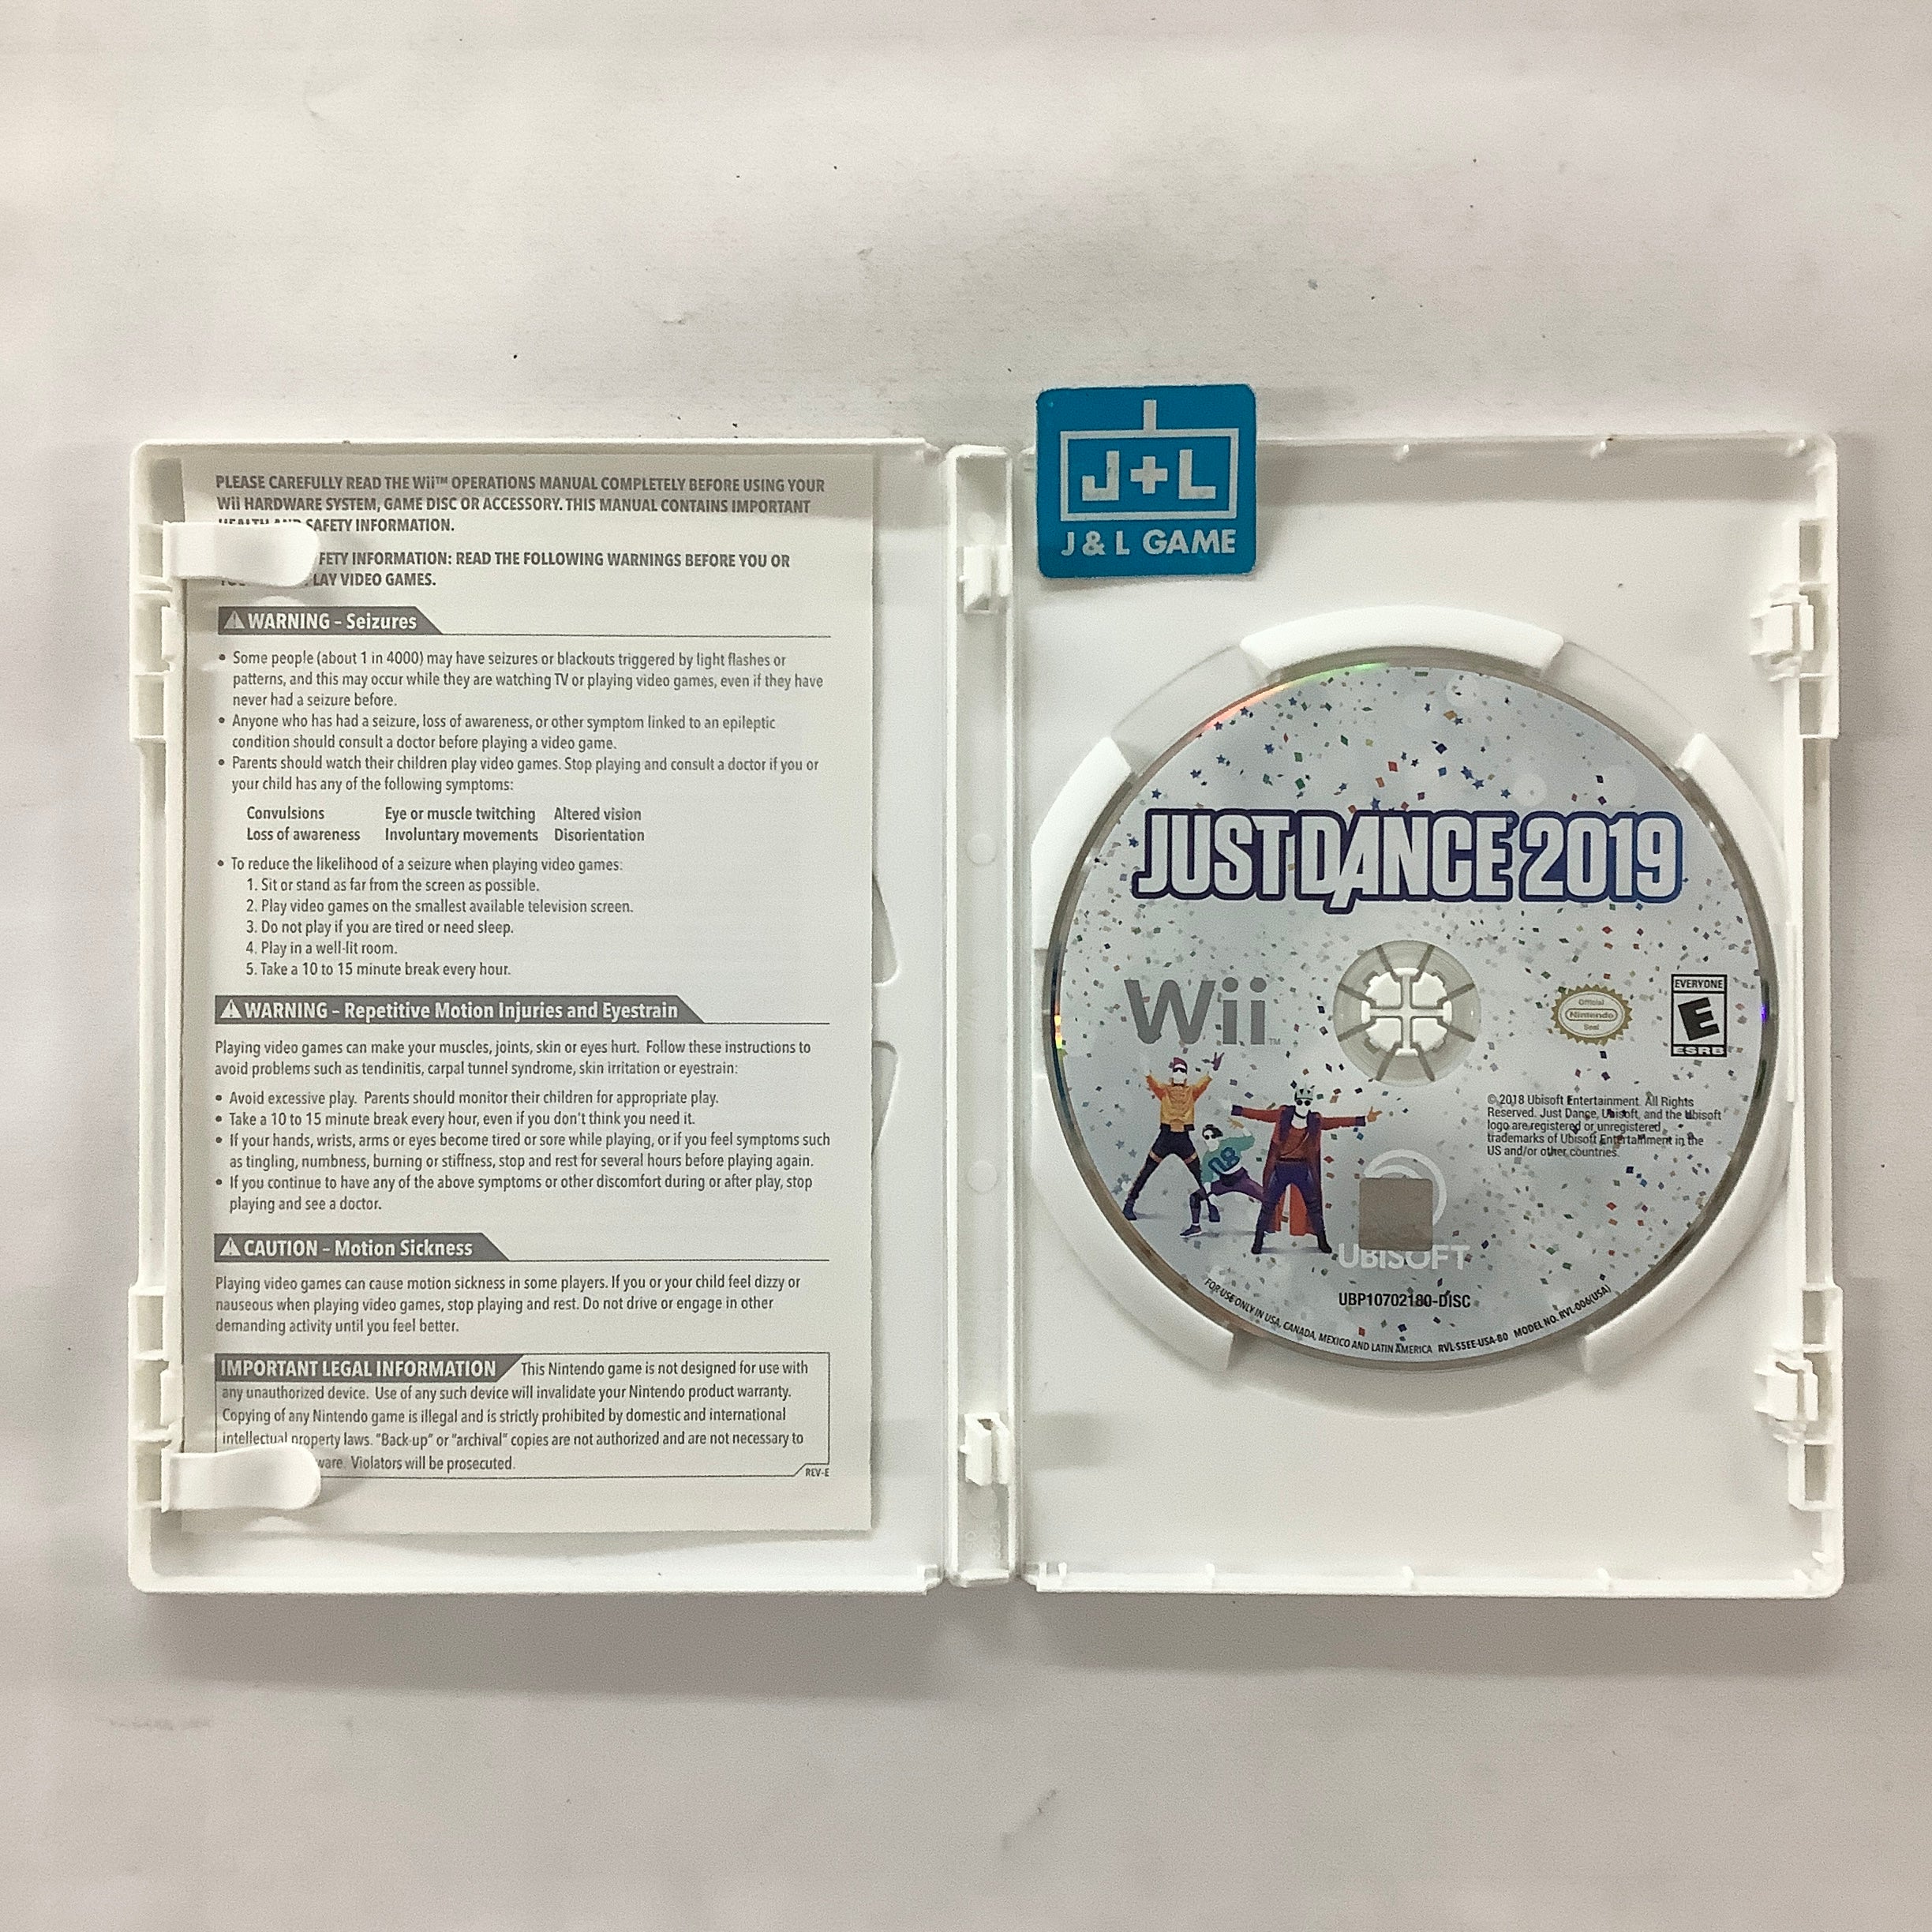 PLEASE CAREFULLY READ THE Wii™ OPERATIONS MANUAL COMPLETELY BEFORE USING YOUR
Wii HARDWARE SYSTEM, GAME DISC OR ACCESSORY. THIS MANUAL CONTAINS IMPORTANT
HEALTH AND SAFETY INFORMATION.
FETY INFORMATION: READ THE FOLLOWING WARNINGS BEFORE YOU OR
LAY VIDEO GAMES.
WARNING – Seizures
• Some people (about 1 in 4000) may have seizures or blackouts triggered by light flashes or
patterns, and this may occur while they are watching TV or playing video games, even if they have
never had a seizure before.
• Anyone who has had a seizure, loss of awareness, or other symptom linked to an epileptic
condition should consult a doctor before playing a video game.
• Parents should watch their children play video games. Stop playing and consult a doctor if you or
your child has any of the following symptoms:
Convulsions Eye or muscle twitching Altered vision
Loss of awareness Involuntary movements Disorientation
• To reduce the likelihood of a seizure when playing video games:
1. Sit or stand as far from the screen as possible.
2. Play video games on the smallest available television screen.
3. Do not play if you are tired or need sleep.
4. Play in a well-lit room.
5. Take a 10 to 15 minute break every hour.
WARNING – Repetitive Motion Injuries and Eyestrain
Playing video games can make your muscles, joints, skin or eyes hurt. Follow these instructions to
avoid problems such as tendinitis, carpal tunnel syndrome, skin irritation or eyestrain:
• Avoid excessive play. Parents should monitor their children for appropriate play.
• Take a 10 to 15 minute break every hour, even if you don't think you need it.
• If your hands, wrists, arms or eyes become tired or sore while playing, or if you feel symptoms such
as tingling, numbness, burning or stiffness, stop and rest for several hours before playing again.
• If you continue to have any of the above symptoms or other discomfort during or after play, stop
playing and see a doctor.
CAUTION – Motion Sickness
Playing video games can cause motion sickness in some players. If you or your child feel dizzy or
nauseous when playing video games, stop playing and rest. Do not drive or engage in other
demanding activity until you feel better.
IMPORTANT LEGAL INFORMATION This Nintendo game is not designed for use with
any unauthorized device. Use of any such device will invalidate your Nintendo product warranty.
Copying of any Nintendo game is illegal and is strictly prohibited by domestic and international
intellectual property laws. "Back-up" or "archival" copies are not authorized and are not necessary to
ware. Violators will be prosecuted.
REV-E
J+L
J & L GAME
JUST DANCE 2019
Wii™
Official
Nintendo
Seal
EVERYONE
E
ESRB
©2018 Ubisoft Entertainment. All Rights
Reserved. Just Dance, Ubisoft, and the Ubisoft
logo are registered or unregistered
trademarks of Ubisoft Entertainment in the
US and/or other countries.
18
UBISOFT
UBP10702180-DISC
FOR USE ONLY IN USA, CANADA, MEXICO AND LATIN AMERICA RVL-S5EE-USA-B0 MODEL NO. RVL-006(USA)